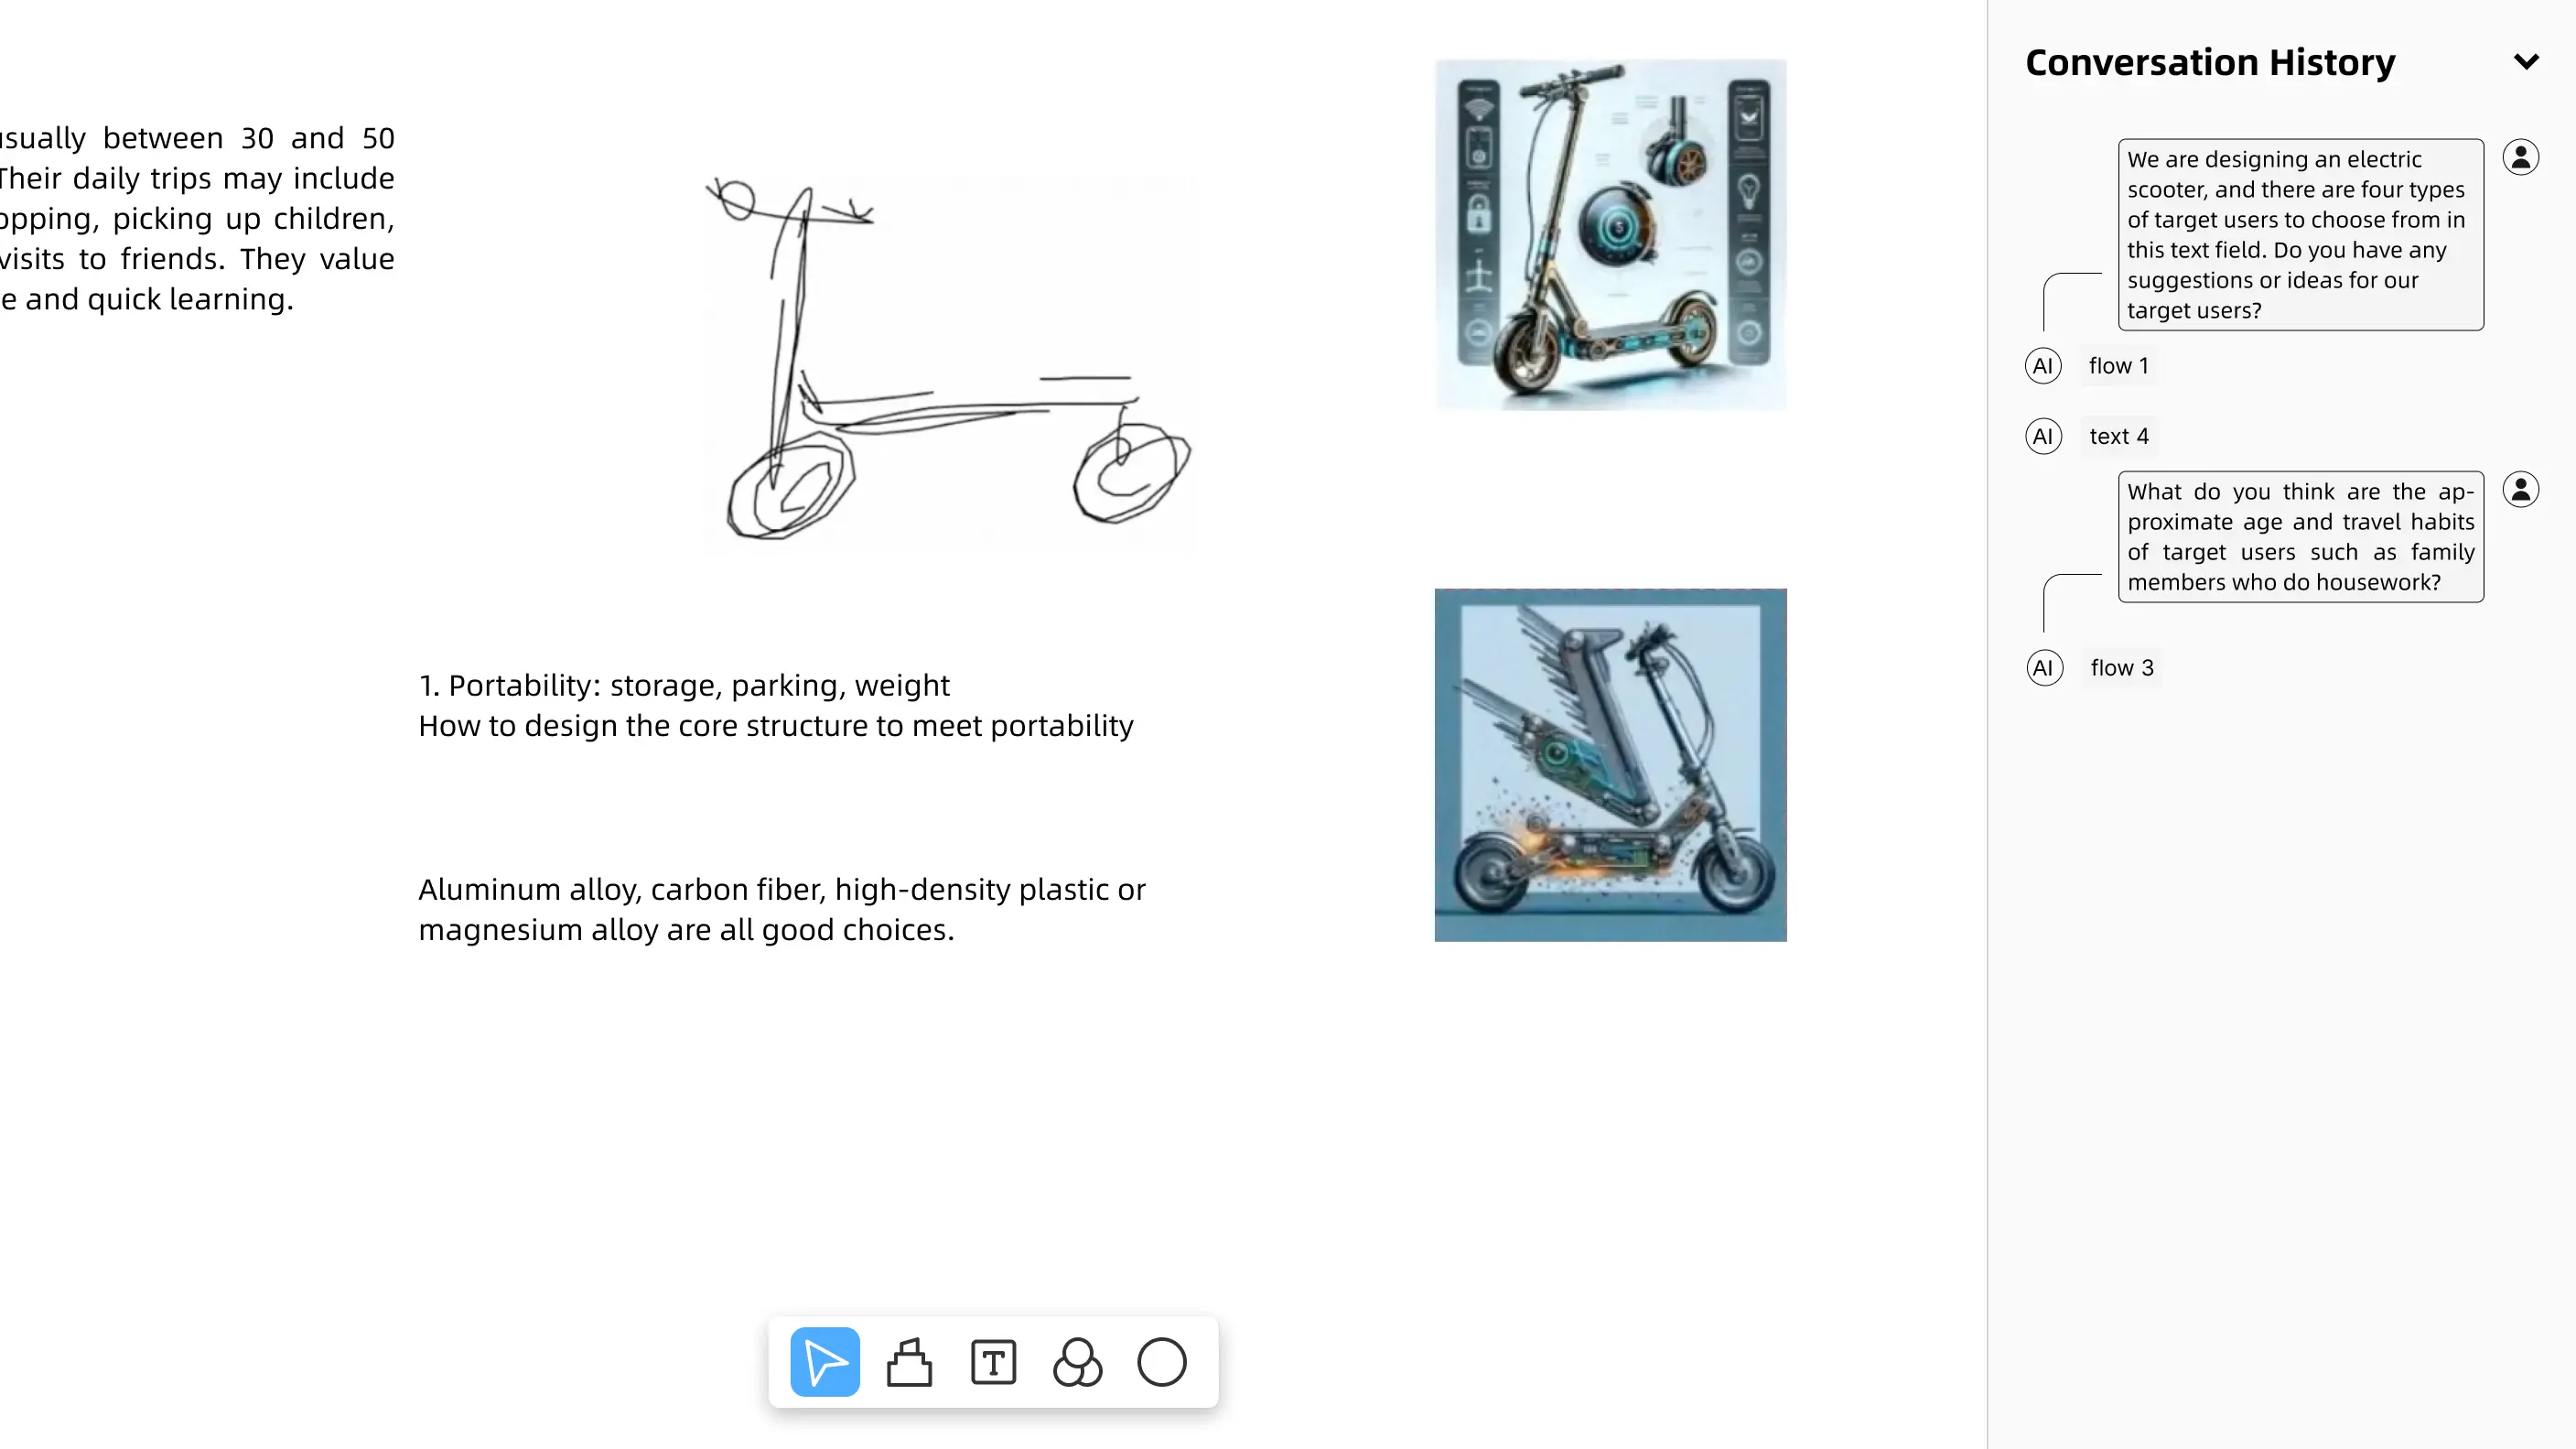 usually between 30 and 50
Their daily trips may include
opping, picking up children,
visits to friends. They value
e and quick learning.
1. Portability: storage, parking, weight
How to design the core structure to meet portability
Aluminum alloy, carbon fiber, high-density plastic or
magnesium alloy are all good choices.
T
Conversation History
We are designing an electric
scooter, and there are four types
of target users to choose from in
this text field. Do you have any
suggestions or ideas for our
target users?
AI flow 1
AI text 4
What do you think are the ap-
proximate age and travel habits
of target users such as family
members who do housework?
AI flow 3